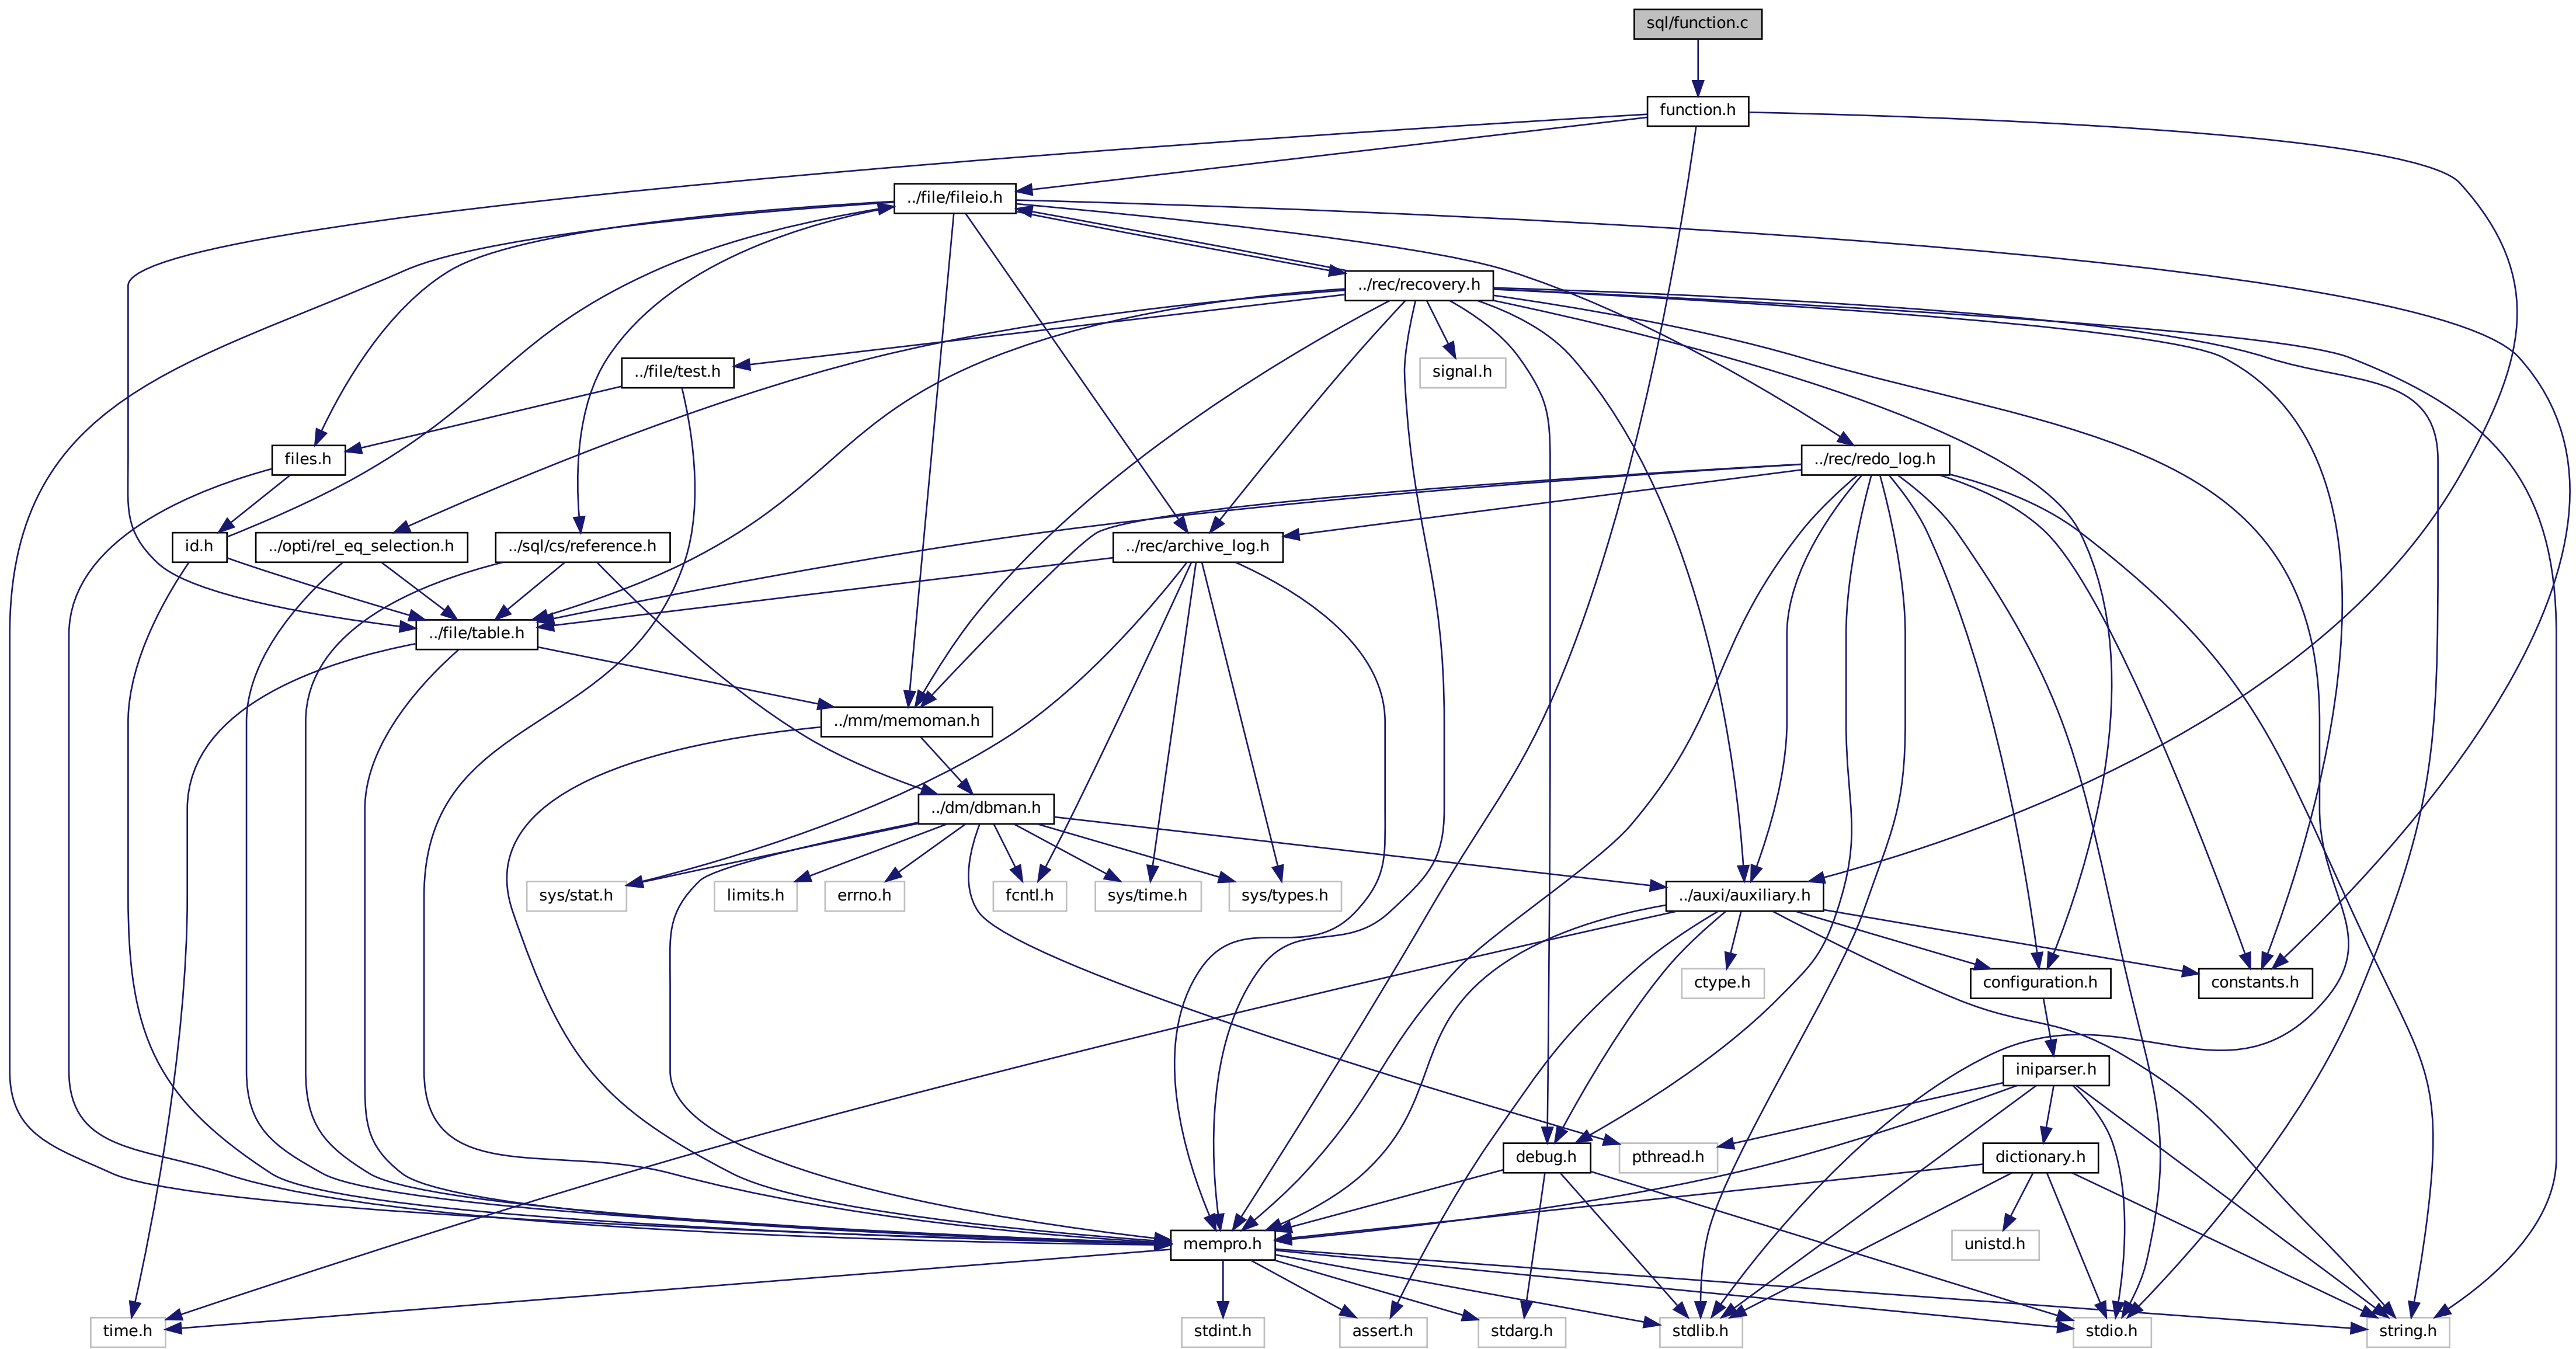 sql/function.c
function.h
../file/fileio.h
../rec/recovery.h
../file/test.h
signal.h
files.h
../rec/redo_log.h
id.h
../opti/rel_eq_selection.h
../sql/cs/reference.h
../rec/archive_log.h
../file/table.h
../mm/memoman.h
../dm/dbman.h
sys/stat.h
limits.h
errno.h
fcntl.h
sys/time.h
sys/types.h
../auxi/auxiliary.h
ctype.h
configuration.h
constants.h
iniparser.h
debug.h
pthread.h
dictionary.h
mempro.h
unistd.h
time.h
stdint.h
assert.h
stdarg.h
stdlib.h
stdio.h
string.h